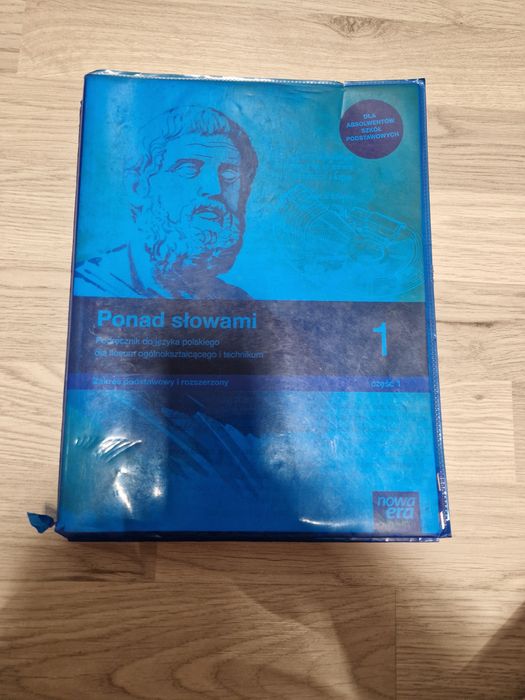 DLA
ABSOLWENTÓW
SZKÓŁ
PODSTAWOWYCH
Ponad słowami
Podręcznik do języka polskiego
dla liceum ogólnokształcącego i technikum
1
Zakres podstawowy i rozszerzony
część 1
nowa
era